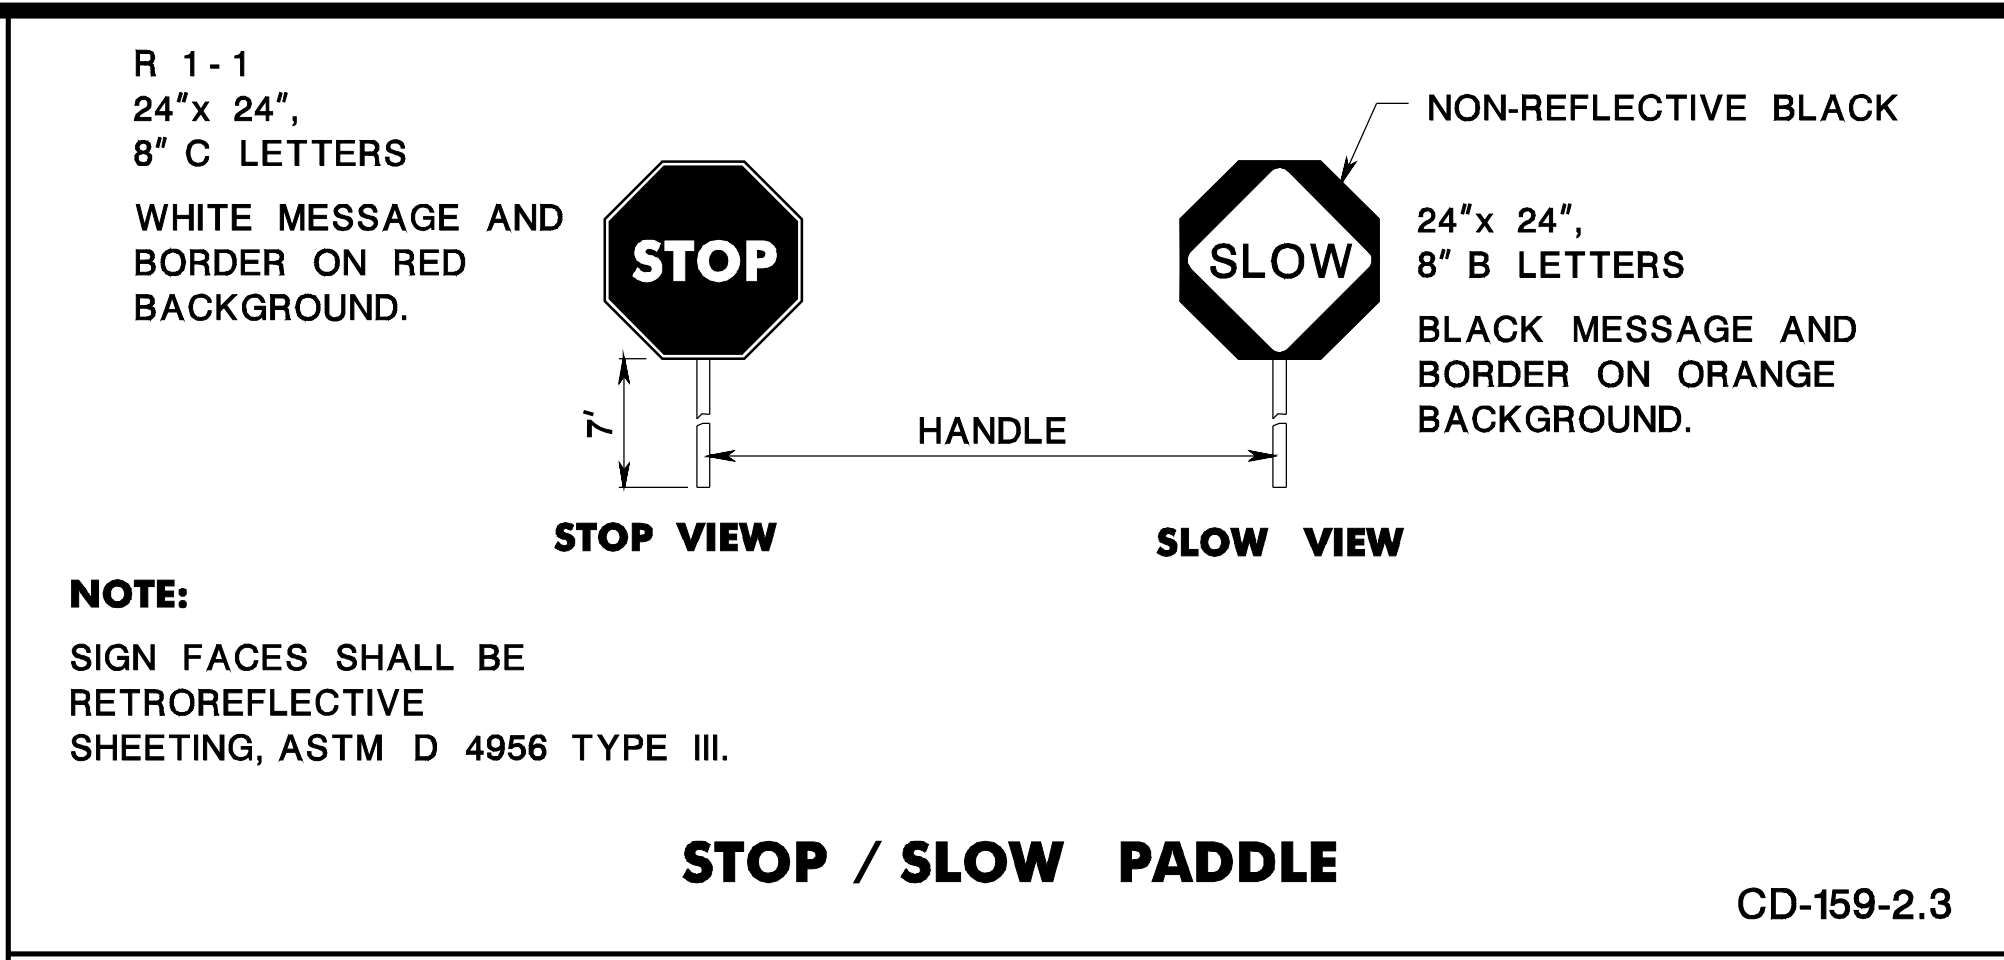 R 1-1
24"x 24",
8" C LETTERS
WHITE MESSAGE AND
BORDER ON RED
BACKGROUND.
STOP
7'
STOP VIEW
HANDLE
NON-REFLECTIVE BLACK
SLOW
24"x 24",
8" B LETTERS
BLACK MESSAGE AND
BORDER ON ORANGE
BACKGROUND.
SLOW VIEW
NOTE:
SIGN FACES SHALL BE
RETROREFLECTIVE
SHEETING, ASTM D 4956 TYPE III.
STOP / SLOW PADDLE
CD-159-2.3